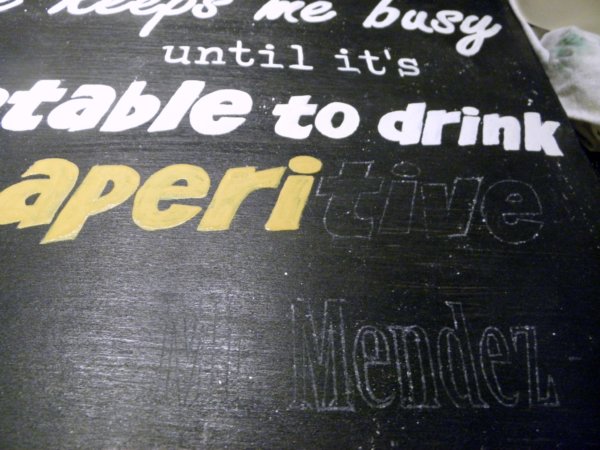 keeps me busy
until it's
table to drink
aperitive
Mendez